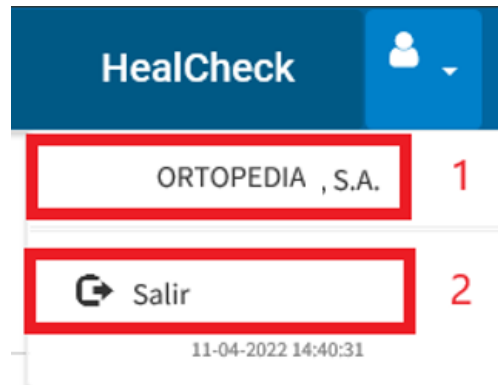 HealCheck
ORTOPEDIA , S.A. 1
Salir 2
11-04-2022 14:40:31